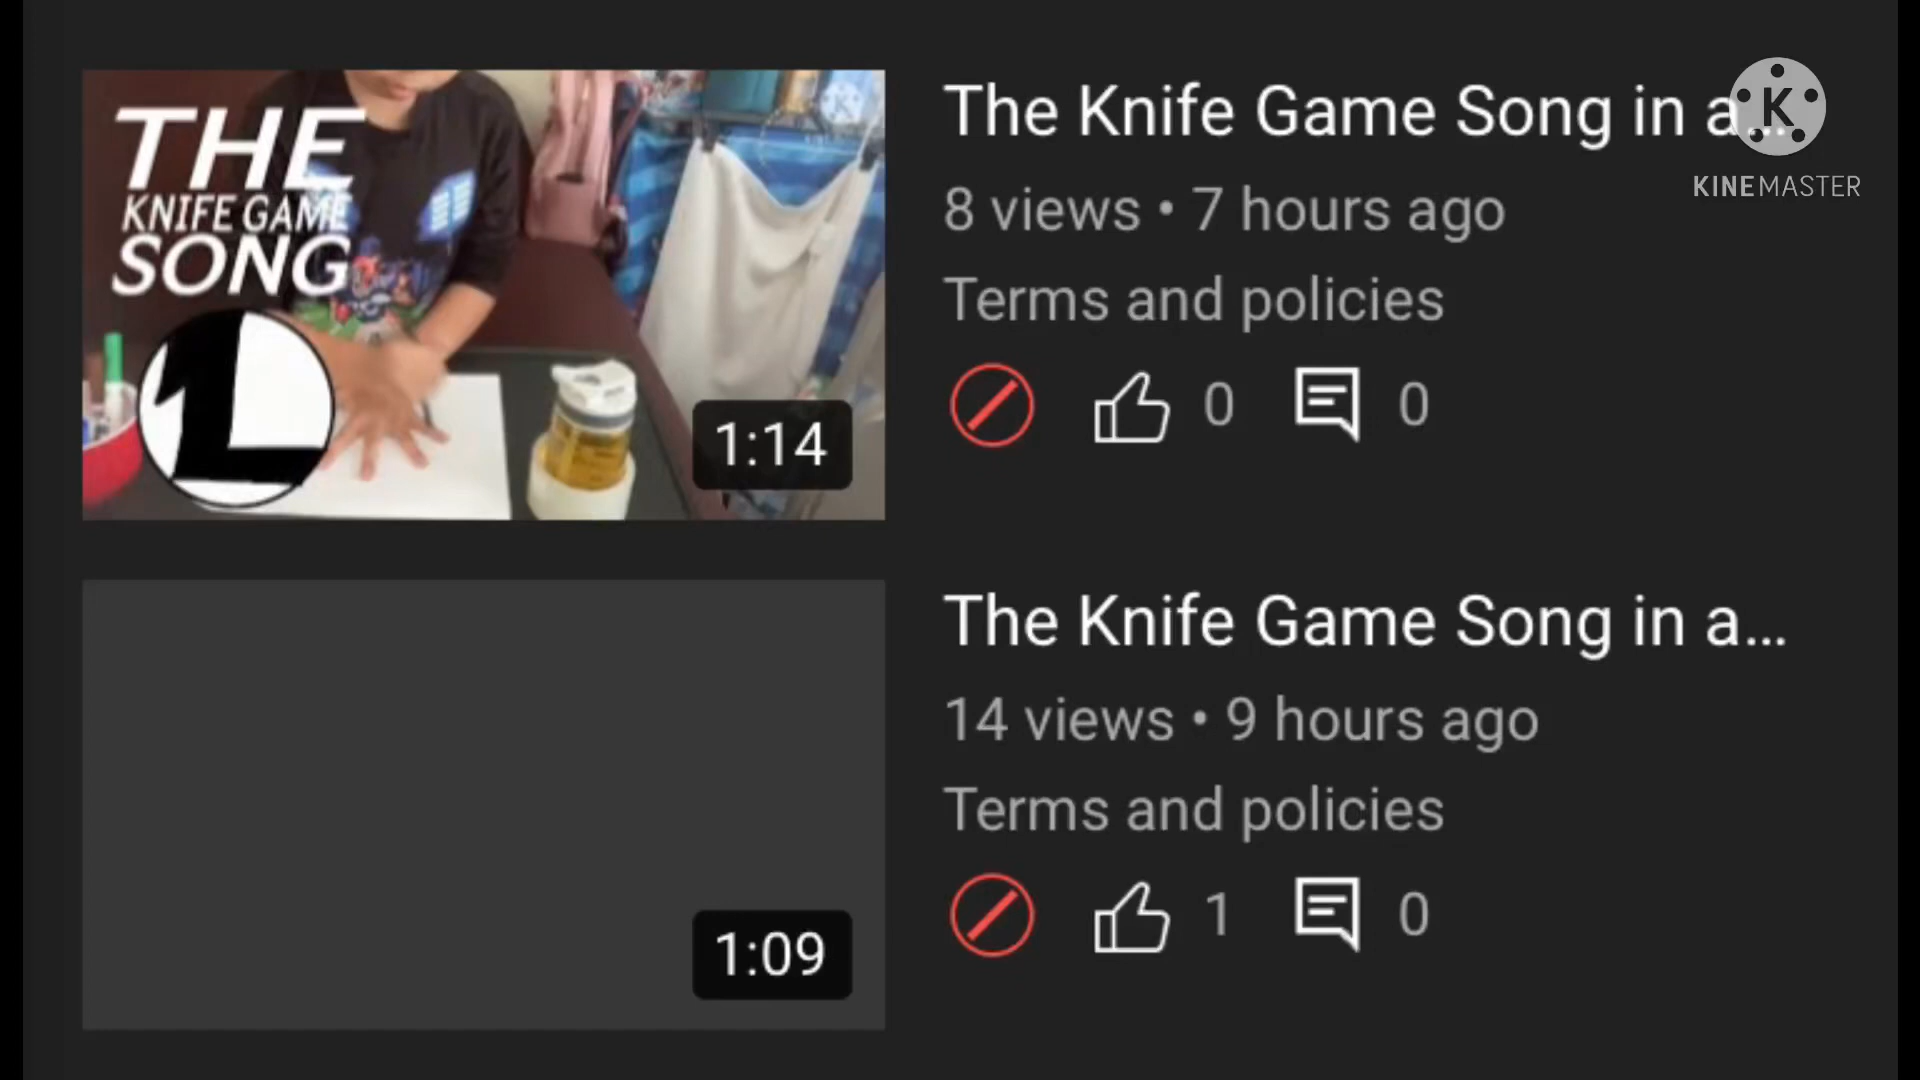 THE
KNIFE GAME
SONG
1:14
The Knife Game Song in a...
8 views • 7 hours ago
Terms and policies
0 0
K
KINEMASTER
1:09
The Knife Game Song in a...
14 views • 9 hours ago
Terms and policies
1 0